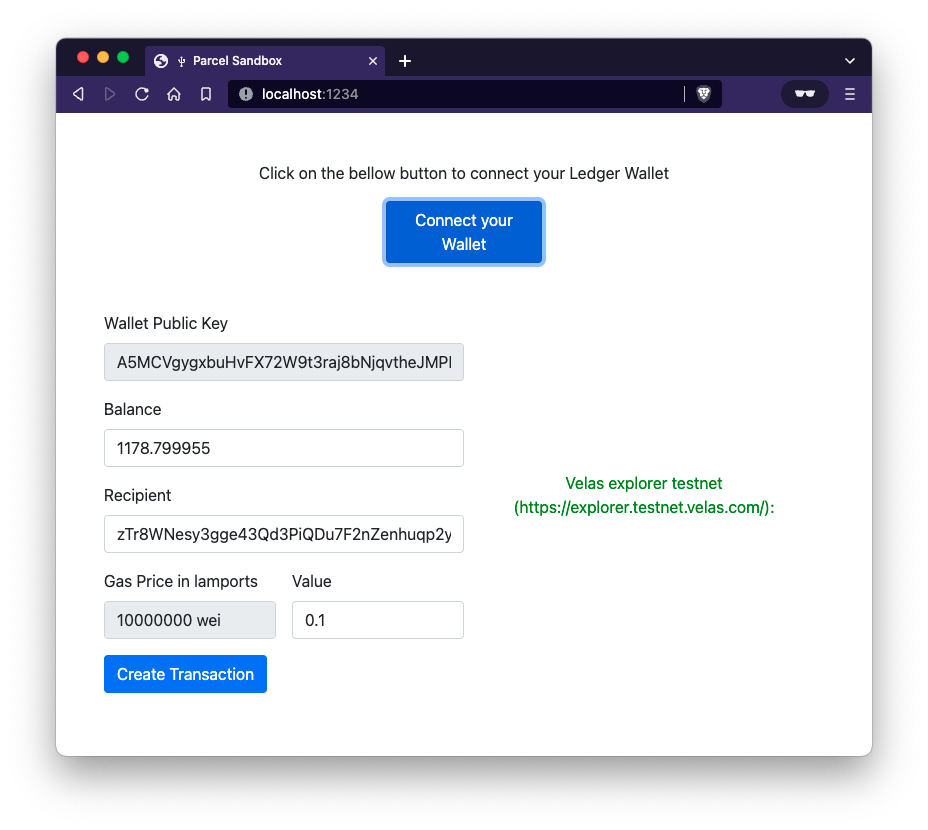 Parcel Sandbox
localhost:1234
Click on the bellow button to connect your Ledger Wallet
Connect your
Wallet
Wallet Public Key
A5MCVgygxbuHvFX72W9t3raj8bNjqvtheJMP
Balance
1178.799955
Recipient
zTr8WNesy3gge43Qd3PiQDu7F2nZenhuqp2y
Velas explorer testnet
(https://explorer.testnet.velas.com/):
Gas Price in lamports
Value
10000000 wei
0.1
Create Transaction